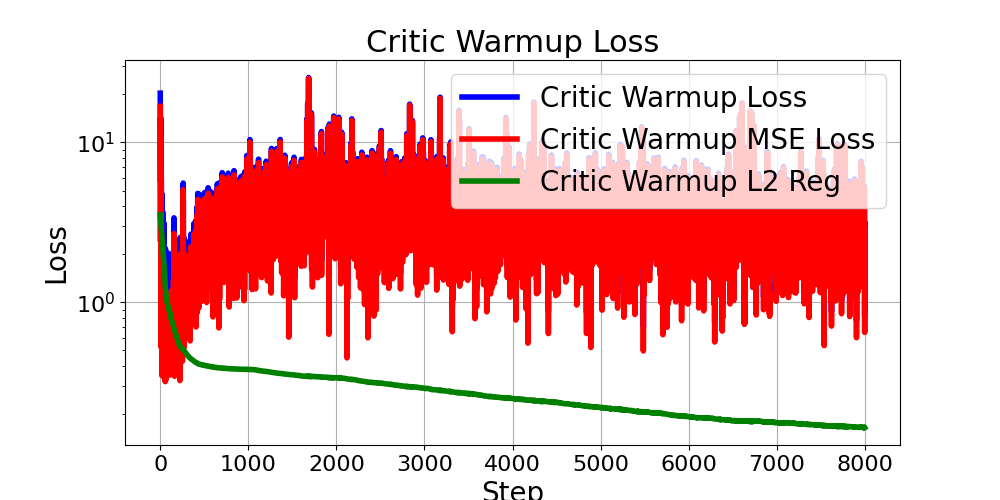 Critic Warmup Loss
Critic Warmup Loss
Critic Warmup MSE Loss
Critic Warmup L2 Reg
Loss
10¹
10⁰
0 1000 2000 3000 4000 5000 6000 7000 8000
Step